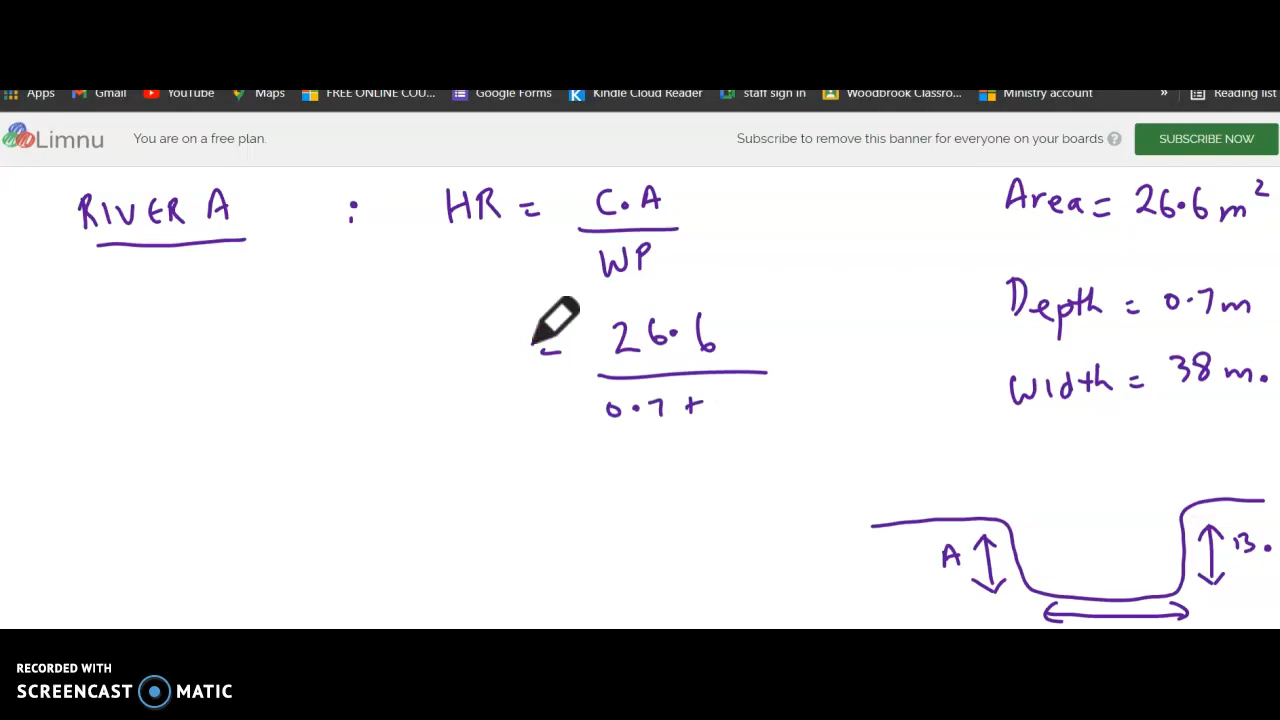 Apps Gmail YouTube Maps FREE ONLINE COU... Google Forms Kindle Cloud Reader staff sign in Woodbrook Classro... Ministry account » Reading list
Limnu You are on a free plan. Subscribe to remove this banner for everyone on your boards ? SUBSCRIBE NOW
RIVER A : HR = C.A
WP
= 26.6
0.7 +
Area = 26.6 m²
Depth = 0.7m
Width = 38 m.
A B.
RECORDED WITH
SCREENCAST MATIC